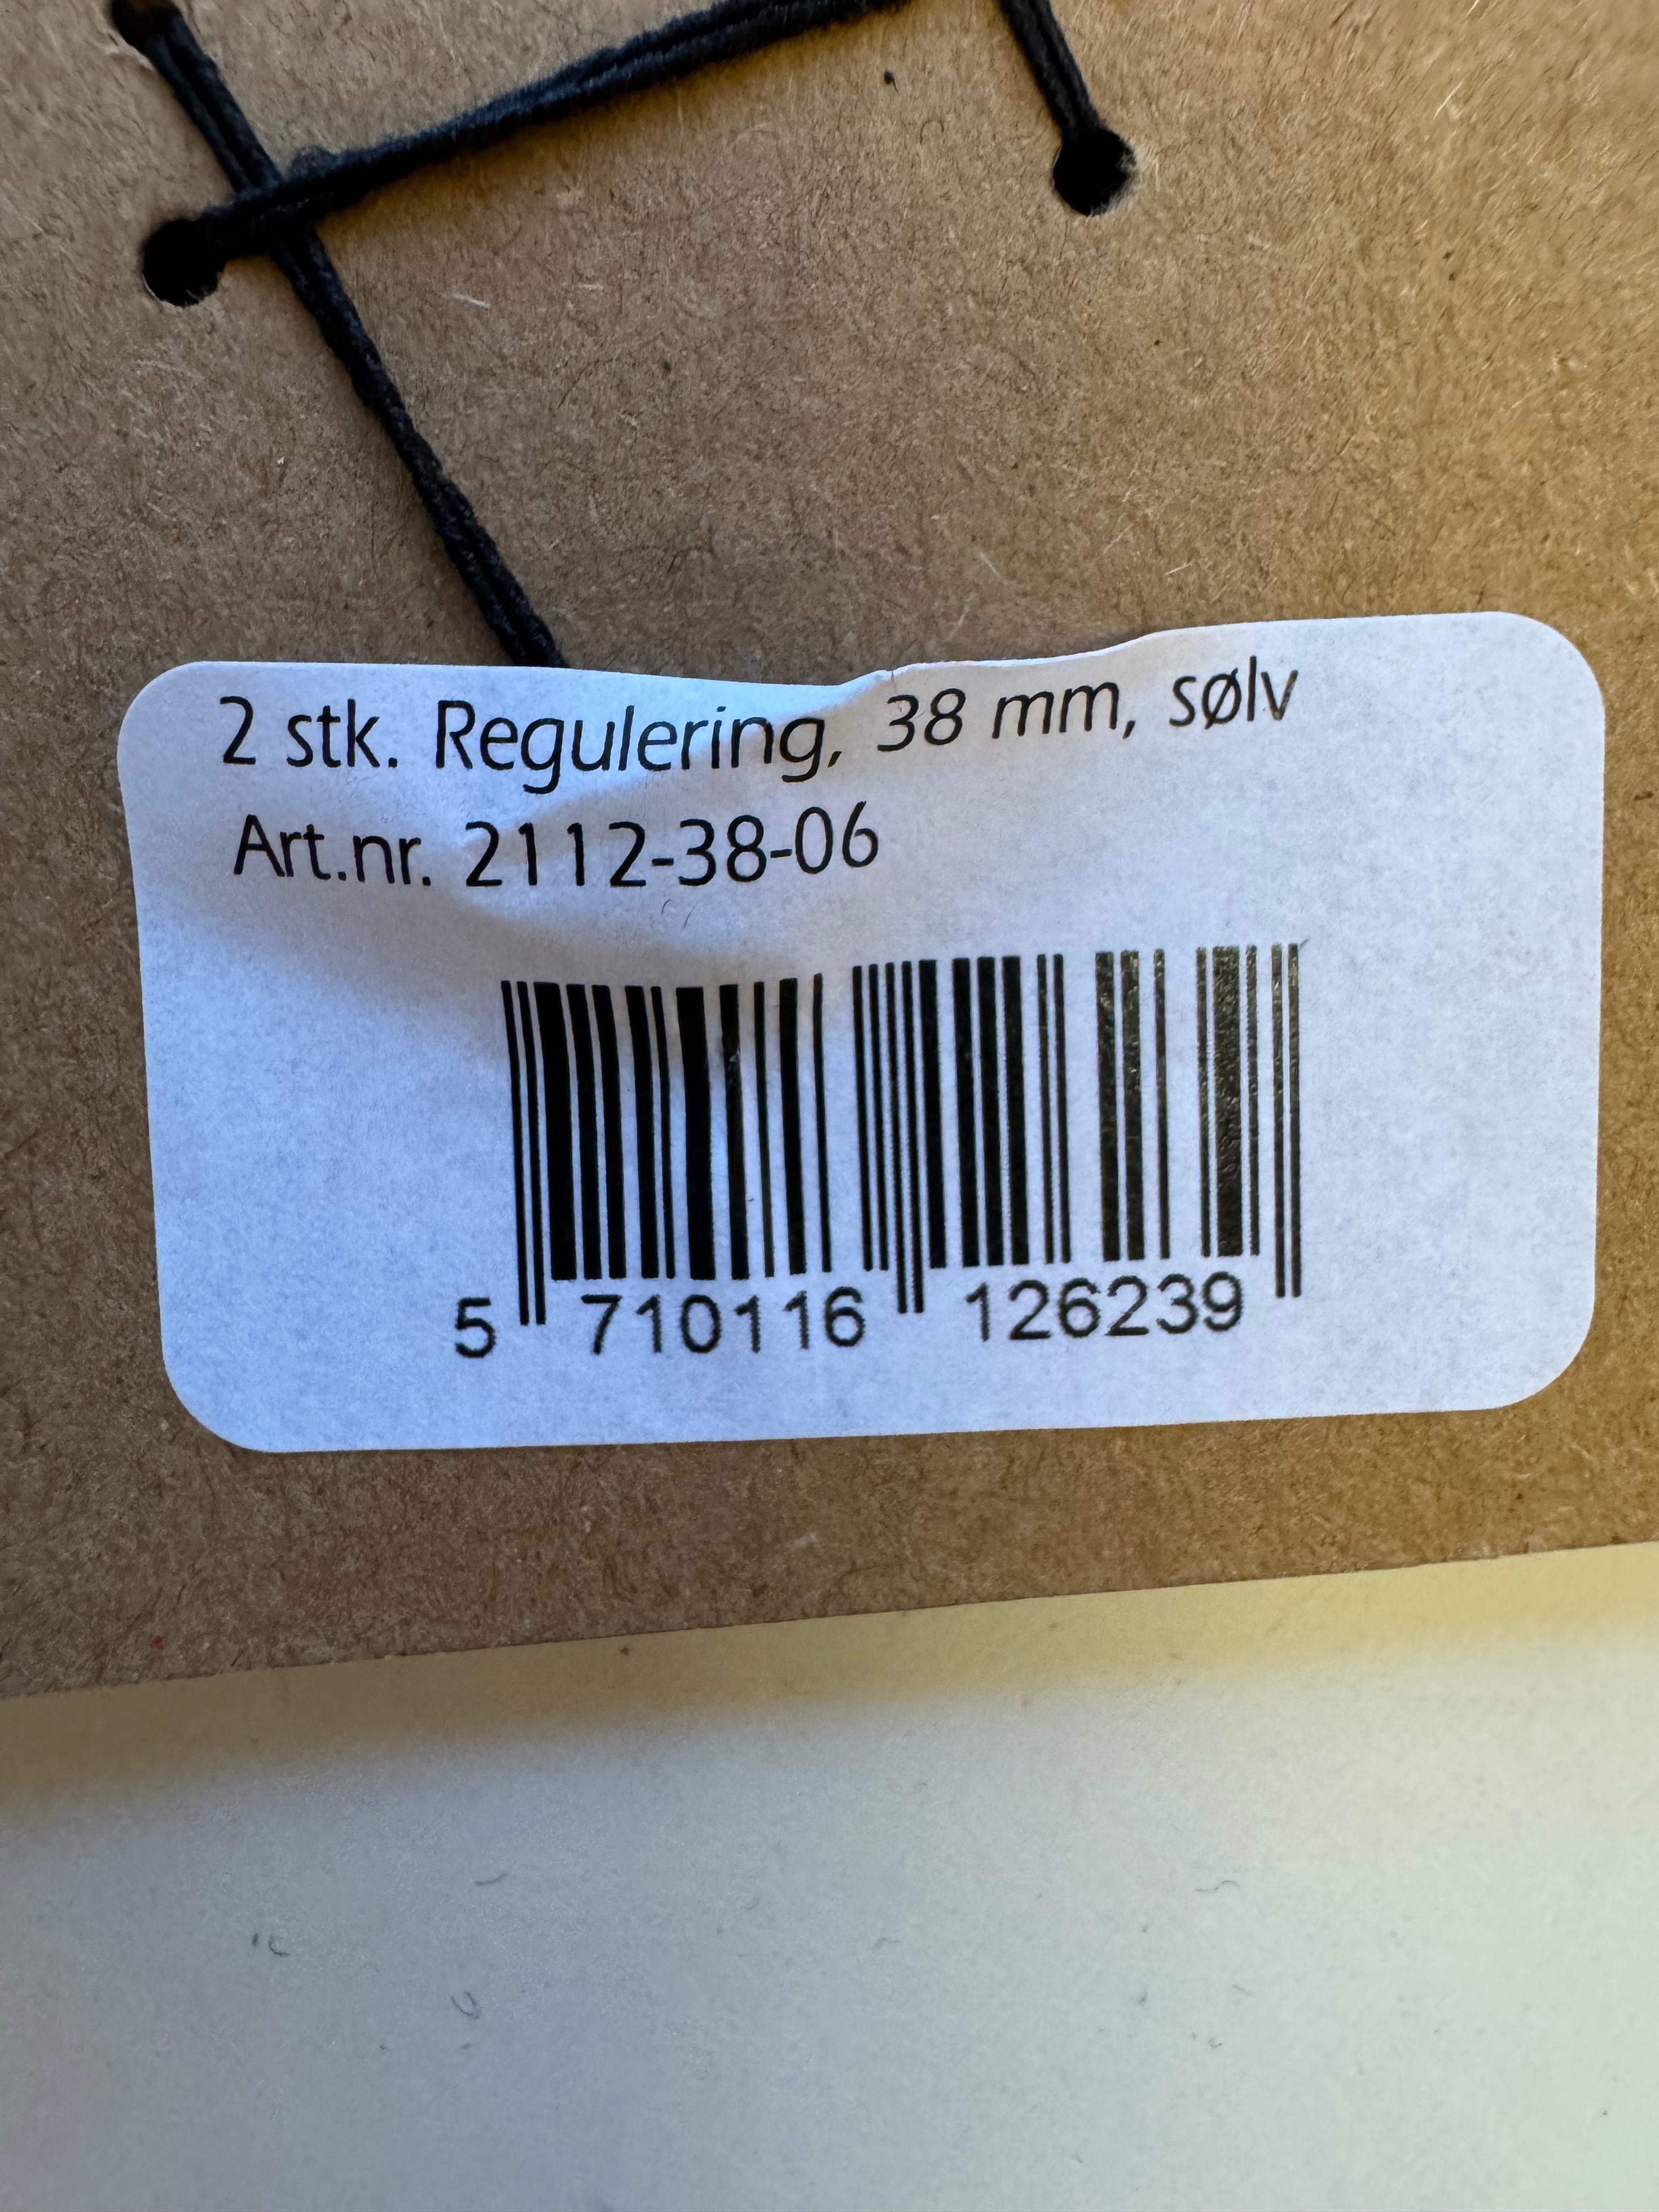 2 stk. Regulering, 38 mm, sølv
Art.nr. 2112-38-06
5 710116 126239